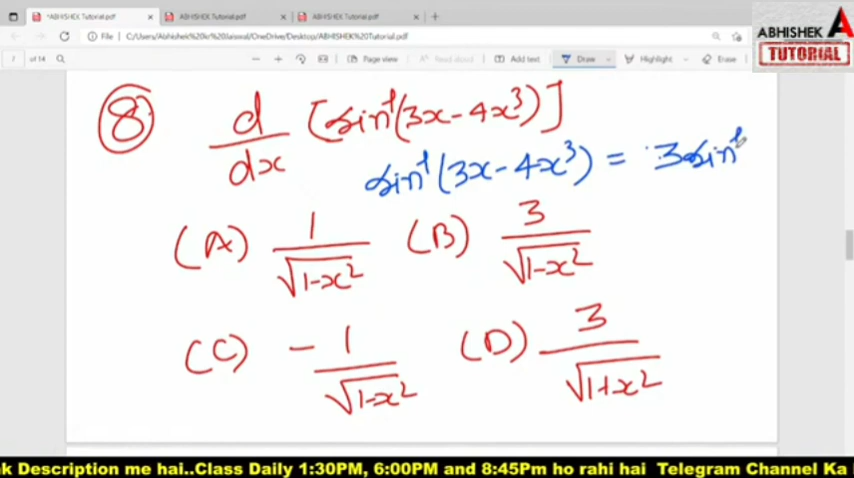 *ABHISHEK Tutorial.pdf
ABHISHEK Tutorial.pdf
ABHISHEK Tutorial.pdf
File
C:/Users/Abhishek
OneDrive/Desktop/ABHISHEK%20Tutorial.pdf
of 14
Page view
Read aloud
Add text
Draw
Highlight
Erase
ABHISHEK
TUTORIAL
(8) d/dx [sin⁻¹(3x-4x³)]
sin⁻¹(3x-4x³) = 3sin⁻¹
(A) 1/√(1-x²) (B) 3/√(1-x²)
(C) -1/√(1-x²) (D) 3/√(1+x²)
k Description me hai..Class Daily 1:30PM, 6:00PM and 8:45Pm ho rahi hai Telegram Channel Ka